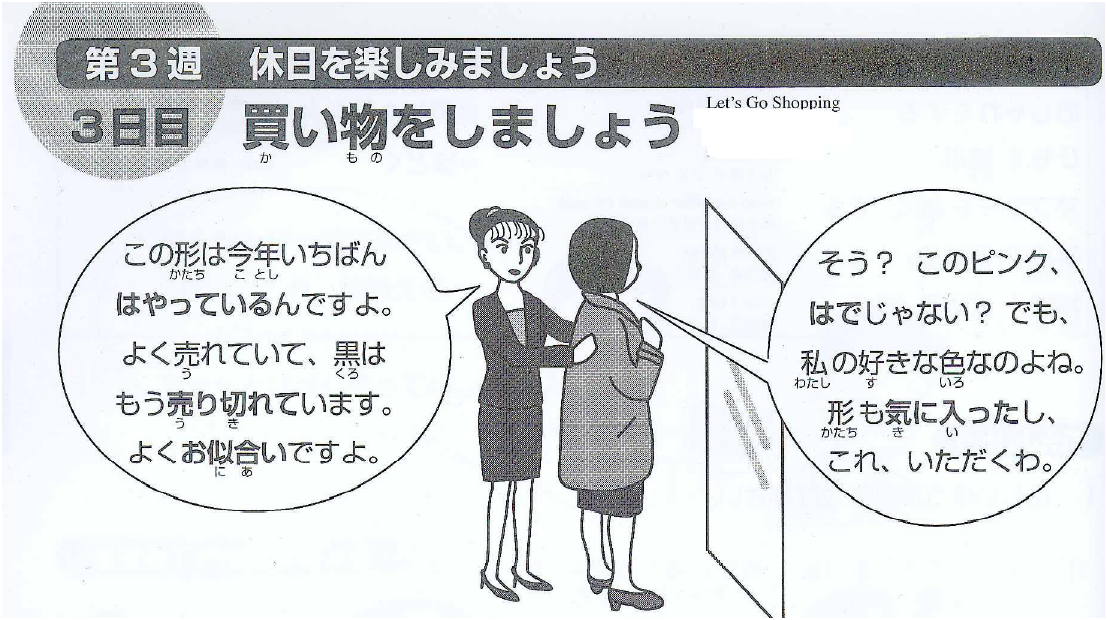 第3週 休日を楽しみましょう
3日目 買い物をしましょう
か もの
Let's Go Shopping
この形は今年いちばん
かたち ことし
はやっているんですよ。
よく売れていて、黒は
う くろ
もう売り切れています。
う き
よくお似合いですよ。
に あ
そう? このピンク、
はでじゃない? でも、
私の好きな色なのよね。
わたし す いろ
形も気に入ったし、
かたち き い
これ、いただくわ。